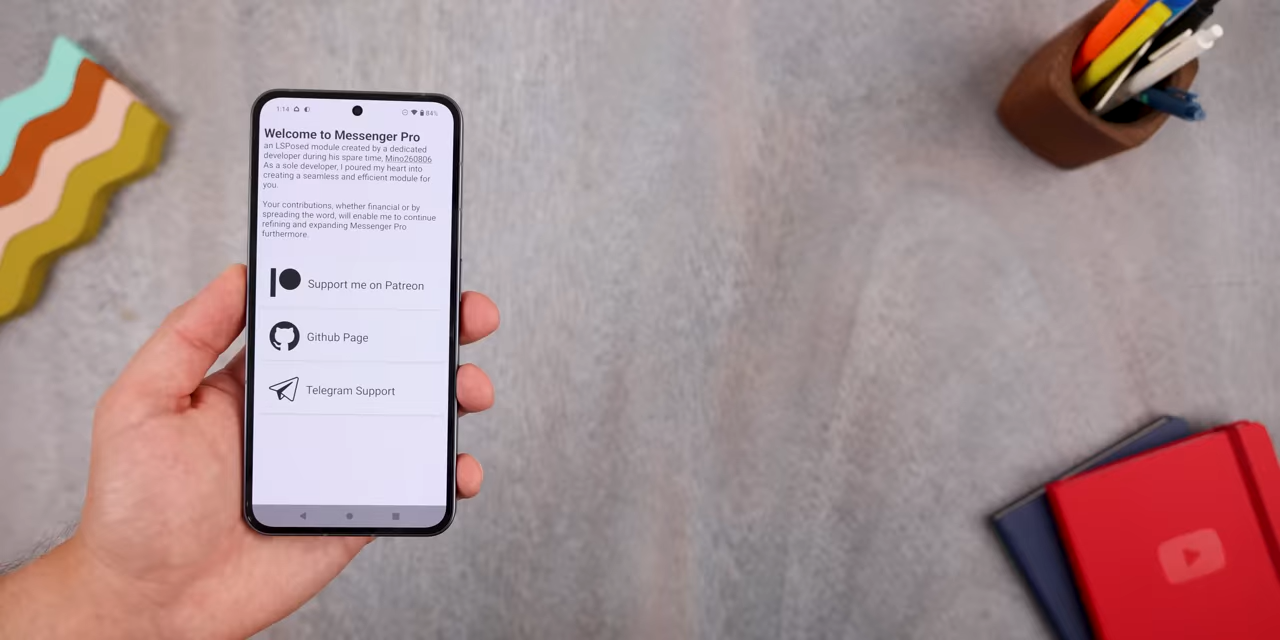 1:14
84%
Welcome to Messenger Pro
an LSPosed module created by a dedicated
developer during his spare time, Mino260806
As a sole developer, I poured my heart into
creating a seamless and efficient module for
you.
Your contributions, whether financial or by
spreading the word, will enable me to continue
refining and expanding Messenger Pro
furthermore.
Support me on Patreon
Github Page
Telegram Support